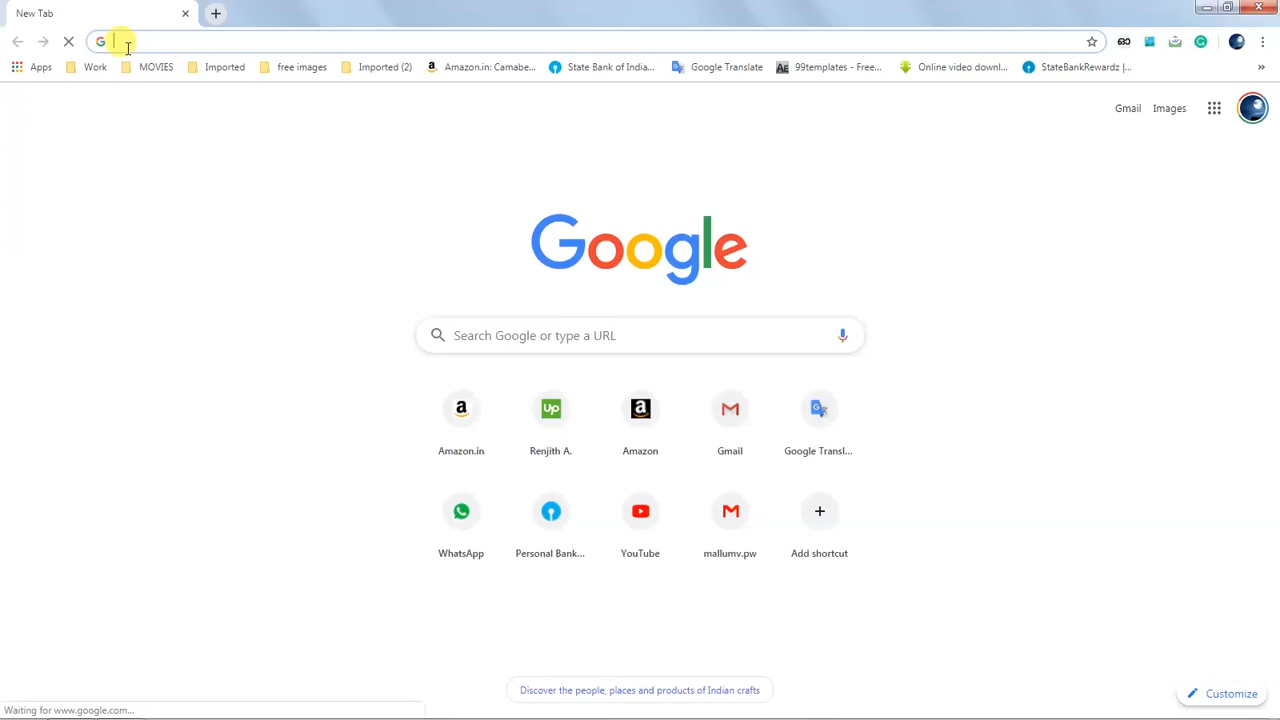 New Tab
Apps Work MOVIES Imported free images Imported (2) Amazon.in: Camabe... State Bank of Indian... Google Translate 99templates - Free... Online video downl... StateBankRewardz |... »
Gmail Images
Google
Search Google or type a URL
Amazon.in Renjith A. Amazon Gmail Google Transl...
WhatsApp Personal Bank... YouTube mallumv.pw Add shortcut
Discover the people, places and products of Indian crafts
Customize
Waiting for www.google.com...